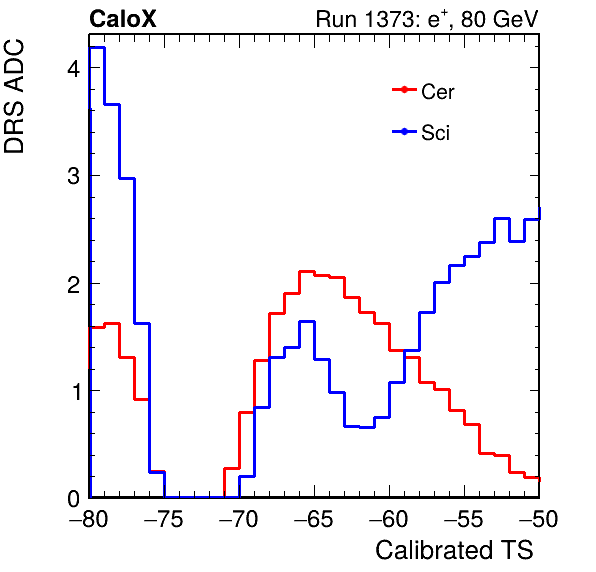 CaloX Run 1373: e⁺, 80 GeV
DRS ADC
Cer
Sci
4
3
2
1
0
−80 −75 −70 −65 −60 −55 −50
Calibrated TS